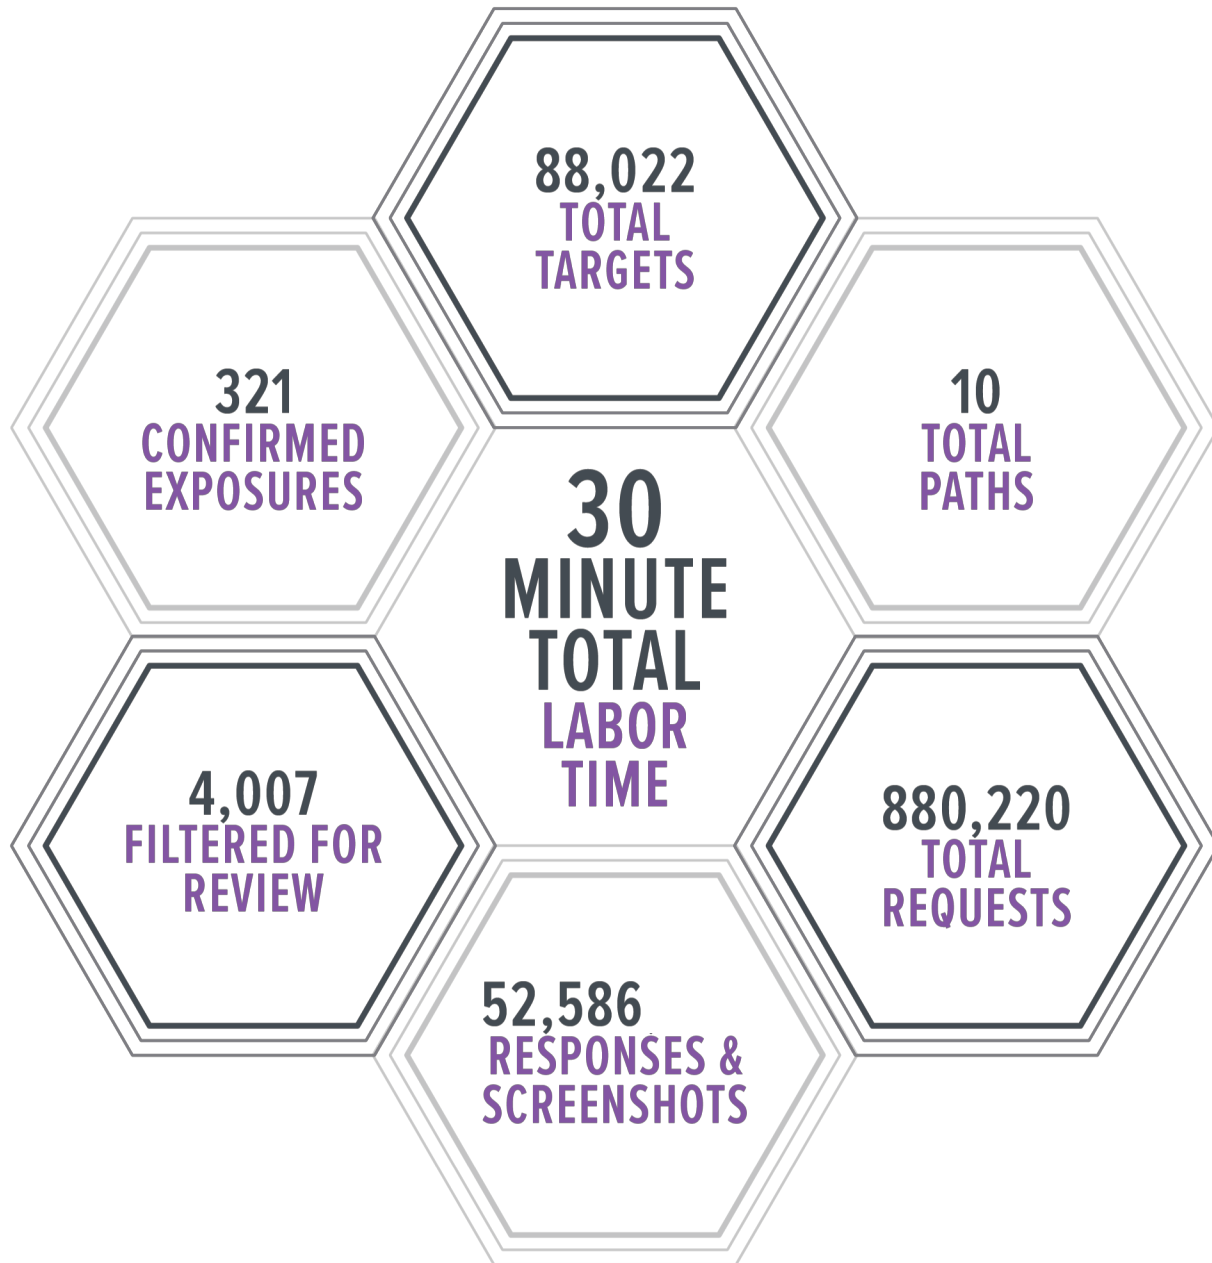 88,022
TOTAL
TARGETS
321
CONFIRMED
EXPOSURES
10
TOTAL
PATHS
30
MINUTE
TOTAL
LABOR
TIME
4,007
FILTERED FOR
REVIEW
880,220
TOTAL
REQUESTS
52,586
RESPONSES &
SCREENSHOTS